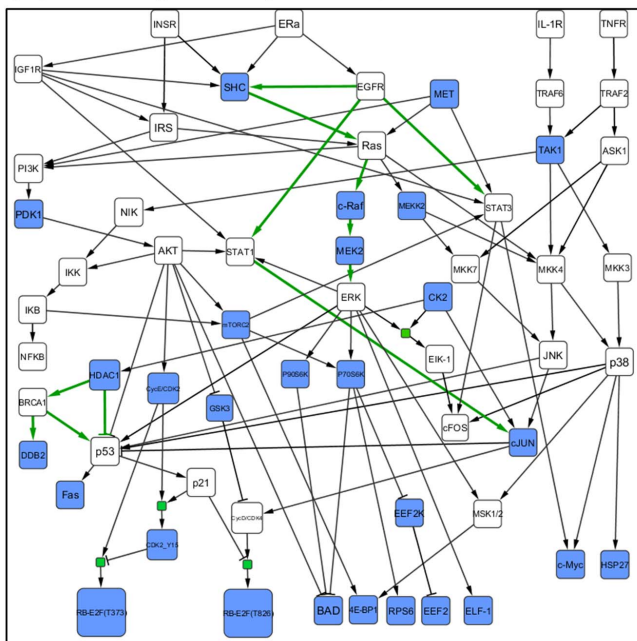 INSR
ERa
IL-1R
TNFR
IGF1R
SHC
EGFR
MET
TRAF6
TRAF2
IRS
Ras
TAK1
ASK1
PI3K
PDK1
NIK
c-Raf
MEKK2
STAT3
AKT
STAT1
MEK2
MKK7
MKK4
MKK3
IKK
IKB
mTORC2
ERK
CK2
NFKB
EIK-1
JNK
p38
HDAC1
CycE/CDK2
P90S6K
P70S6K
BRCA1
GSK3
cFOS
cJUN
DDB2
p53
Fas
p21
CycD/CDK4
EEF2K
MSK1/2
CDK2_Y15
c-Myc
HSP27
RB-E2F(T373)
RB-E2F(T826)
BAD
4E-BP1
RPS6
EEF2
ELF-1